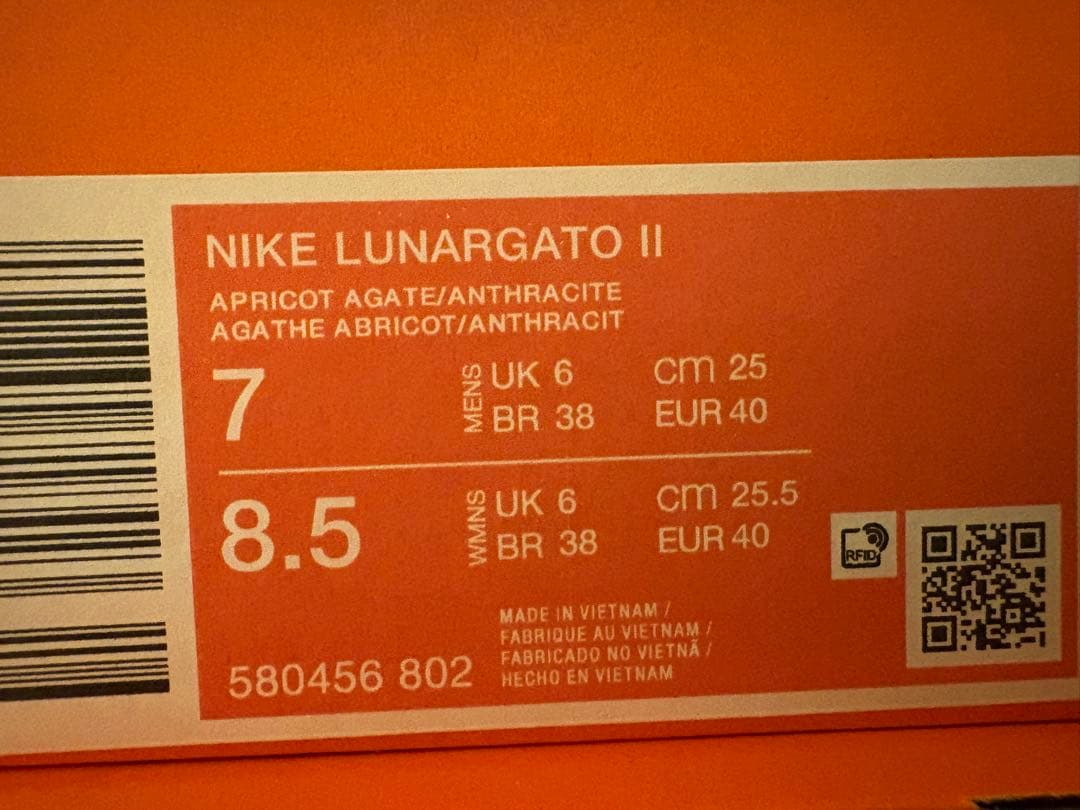 NIKE LUNARGATO II
APRICOT AGATE/ANTHRACITE
AGATHE ABRICOT/ANTHRACIT
7
MENS
UK 6
CM 25
BR 38
EUR 40
8.5
WMNS
UK 6
CM 25.5
BR 38
EUR 40
RFID
MADE IN VIETNAM /
FABRIQUE AU VIETNAM /
FABRICADO NO VIETNÃ /
HECHO EN VIETNAM
580456 802